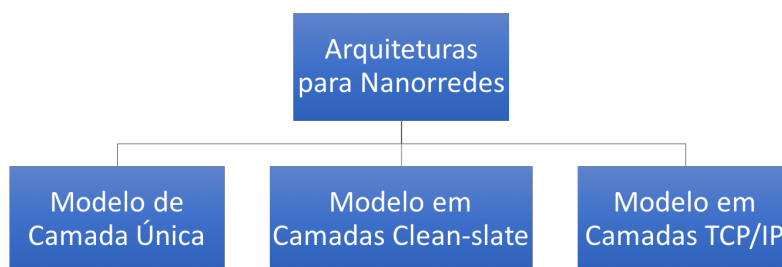 Arquiteturas
para Nanorredes
Modelo de
Camada Única
Modelo em
Camadas Clean-slate
Modelo em
Camadas TCP/IP